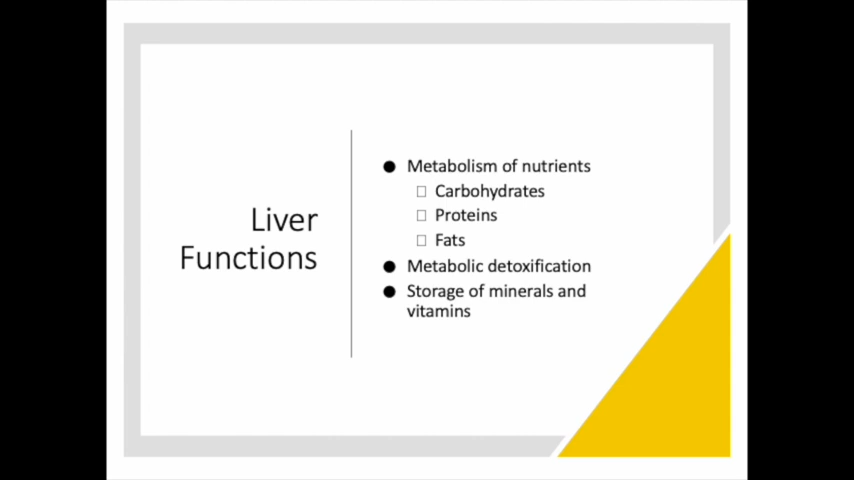 Liver
Functions
● Metabolism of nutrients
□ Carbohydrates
□ Proteins
□ Fats
● Metabolic detoxification
● Storage of minerals and
vitamins